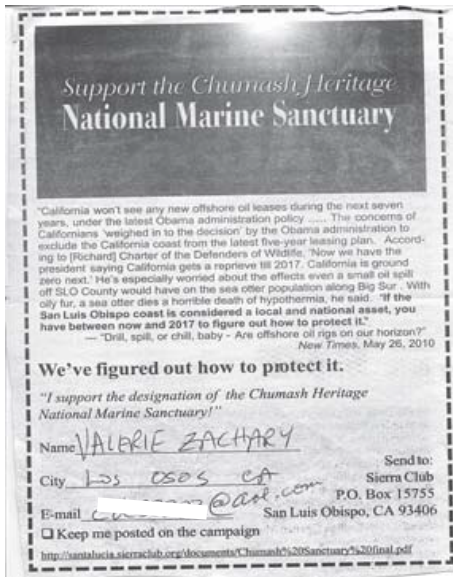 Support the Chumash Heritage
National Marine Sanctuary
"California won't see any new offshore oil leases during the next seven
years, under the latest Obama administration policy ..... The concerns of
Californians 'weighed in to the decision' by the Obama administration to
exclude the California coast from the latest five-year leasing plan. Accord-
ing to [Richard] Charter of the Defenders of Wildlife, 'Now we have the
president saying California gets a reprieve till 2017. California is ground
zero next.' He's especially worried about the effects even a small oil spill
off SLO County would have on the sea otter population along Big Sur . With
oily fur, a sea otter dies a horrible death of hypothermia, he said. "If the
San Luis Obispo coast is considered a local and national asset, you
have between now and 2017 to figure out how to protect it."
— "Drill, spill, or chill, baby - Are offshore oil rigs on our horizon?"
New Times, May 26, 2010
We've figured out how to protect it.
"I support the designation of the Chumash Heritage
National Marine Sanctuary!"
Name VALERIE ZACHARY
City LOS OSOS CA
E-mail @aol.com
☐ Keep me posted on the campaign
Send to:
Sierra Club
P.O. Box 15755
San Luis Obispo, CA 93406
http://santalucia.sierraclub.org/documents/Chumash%20Sanctuary%20final.pdf